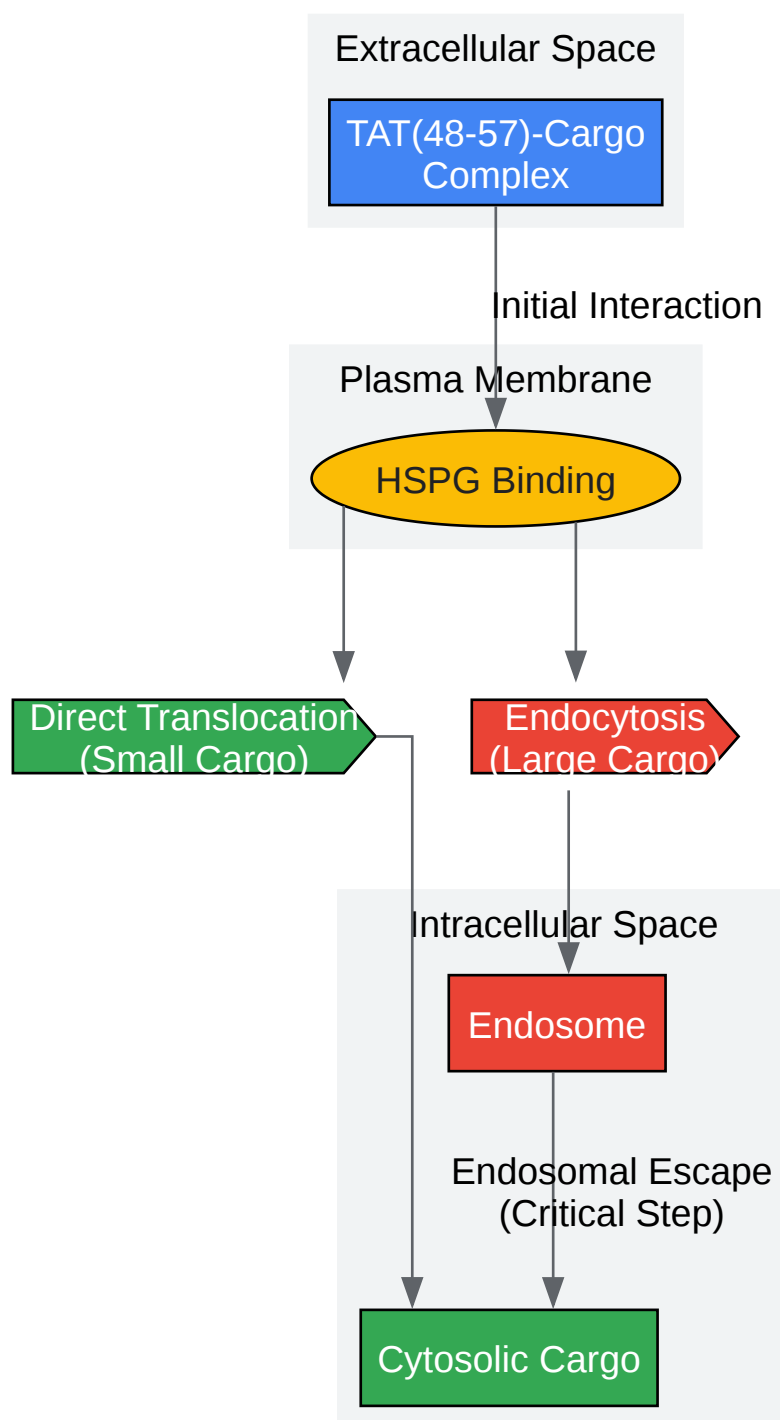 Extracellular Space
TAT(48-57)-Cargo
Complex
Initial Interaction
Plasma Membrane
HSPG Binding
Direct Translocation
(Small Cargo)
Endocytosis
(Large Cargo)
Intracellular Space
Endosome
Endosomal Escape
(Critical Step)
Cytosolic Cargo